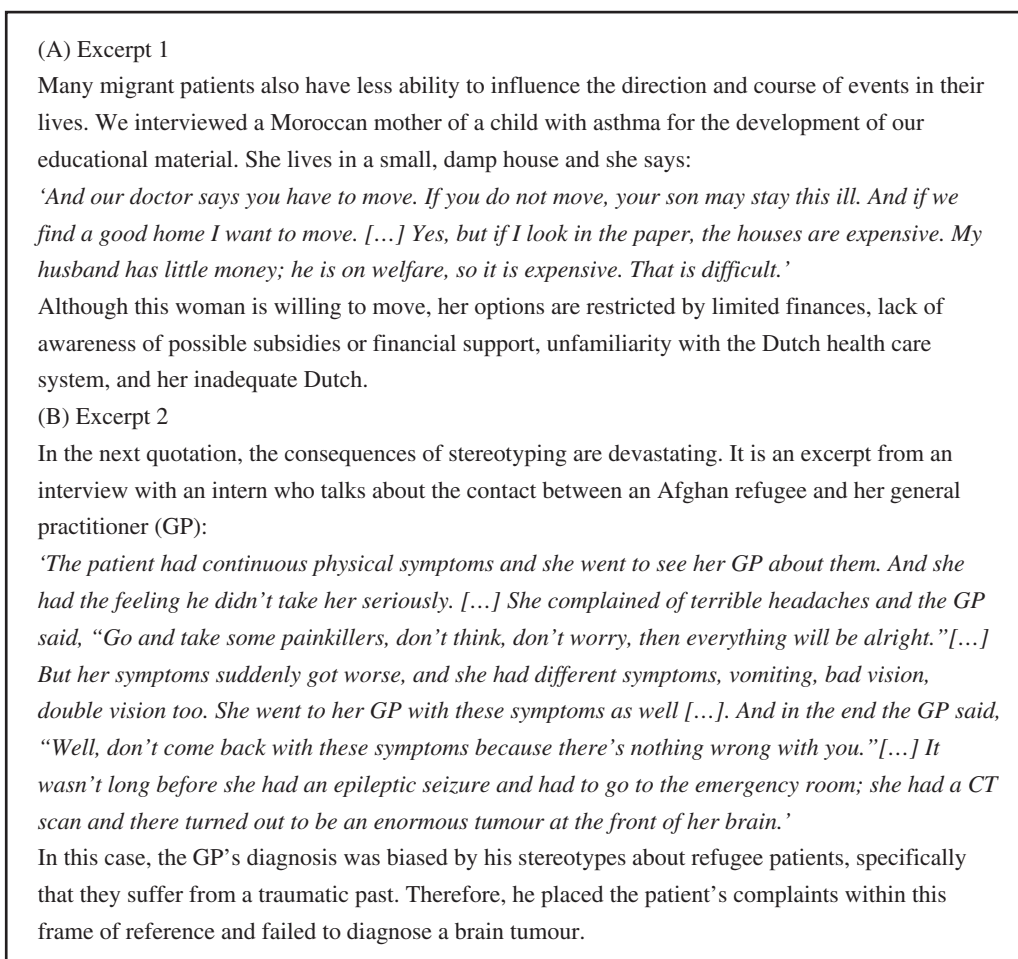 (A) Excerpt 1
Many migrant patients also have less ability to influence the direction and course of events in their
lives. We interviewed a Moroccan mother of a child with asthma for the development of our
educational material. She lives in a small, damp house and she says:
‘And our doctor says you have to move. If you do not move, your son may stay this ill. And if we
find a good home I want to move. […] Yes, but if I look in the paper, the houses are expensive. My
husband has little money; he is on welfare, so it is expensive. That is difficult.’
Although this woman is willing to move, her options are restricted by limited finances, lack of
awareness of possible subsidies or financial support, unfamiliarity with the Dutch health care
system, and her inadequate Dutch.
(B) Excerpt 2
In the next quotation, the consequences of stereotyping are devastating. It is an excerpt from an
interview with an intern who talks about the contact between an Afghan refugee and her general
practitioner (GP):
‘The patient had continuous physical symptoms and she went to see her GP about them. And she
had the feeling he didn’t take her seriously. […] She complained of terrible headaches and the GP
said, “Go and take some painkillers, don’t think, don’t worry, then everything will be alright.”[…]
But her symptoms suddenly got worse, and she had different symptoms, vomiting, bad vision,
double vision too. She went to her GP with these symptoms as well […]. And in the end the GP said,
“Well, don’t come back with these symptoms because there’s nothing wrong with you.”[…] It
wasn’t long before she had an epileptic seizure and had to go to the emergency room; she had a CT
scan and there turned out to be an enormous tumour at the front of her brain.’
In this case, the GP’s diagnosis was biased by his stereotypes about refugee patients, specifically
that they suffer from a traumatic past. Therefore, he placed the patient’s complaints within this
frame of reference and failed to diagnose a brain tumour.